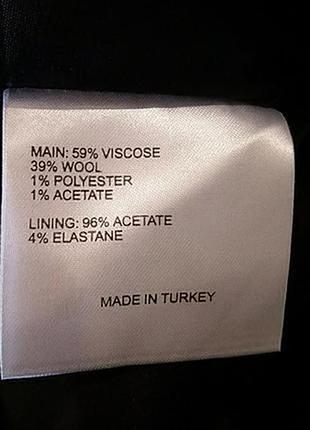 MAIN: 59% VISCOSE
39% WOOL
1% POLYESTER
1% ACETATE
LINING: 96% ACETATE
4% ELASTANE
MADE IN TURKEY